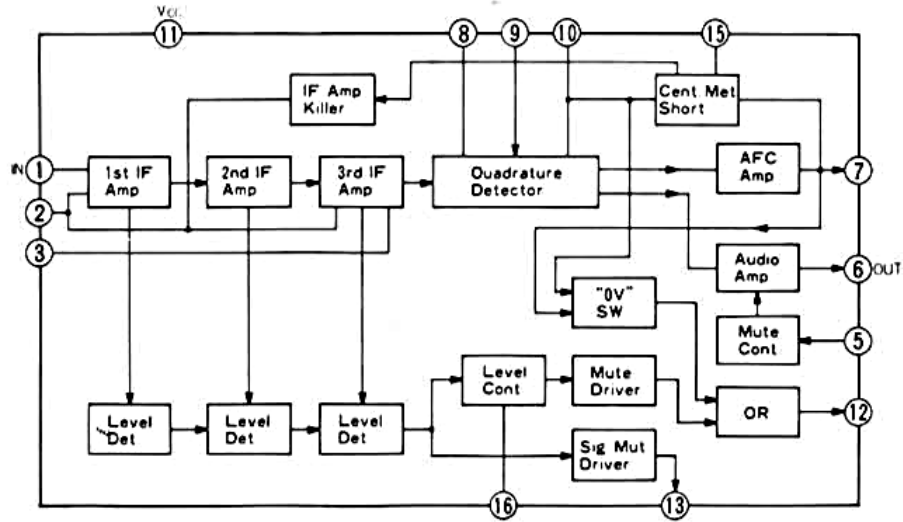 Vcc
11
8
9
10
15
IF Amp
Killer
Cent Met
Short
IN
1
1st IF
Amp
2nd IF
Amp
3rd IF
Amp
Quadrature
Detector
AFC
Amp
7
2
3
Audio
Amp
6
OUT
"0V"
SW
Mute
Cont
5
Level
Cont
Mute
Driver
OR
12
Level
Det
Level
Det
Level
Det
Sig Mut
Driver
16
13